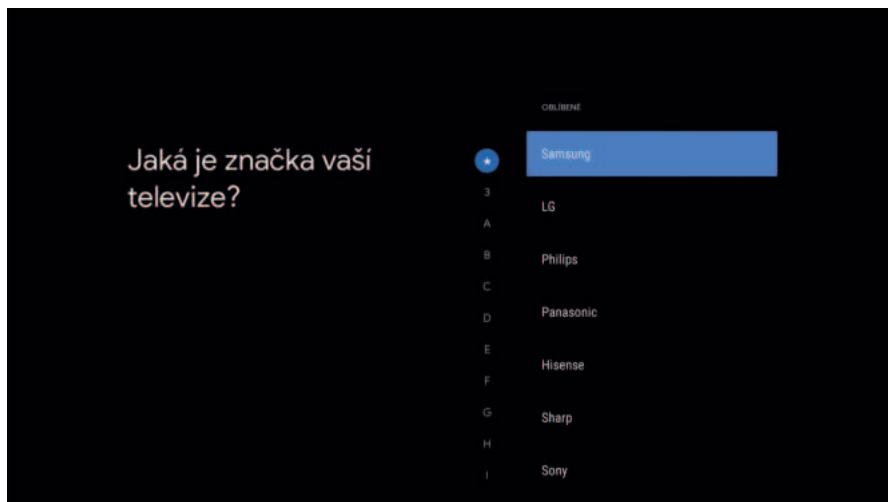 Jaká je značka vaší
televize?
★
3
A
B
C
D
E
F
G
H
I
OBLÍBENÉ
Samsung
LG
Philips
Panasonic
Hisense
Sharp
Sony